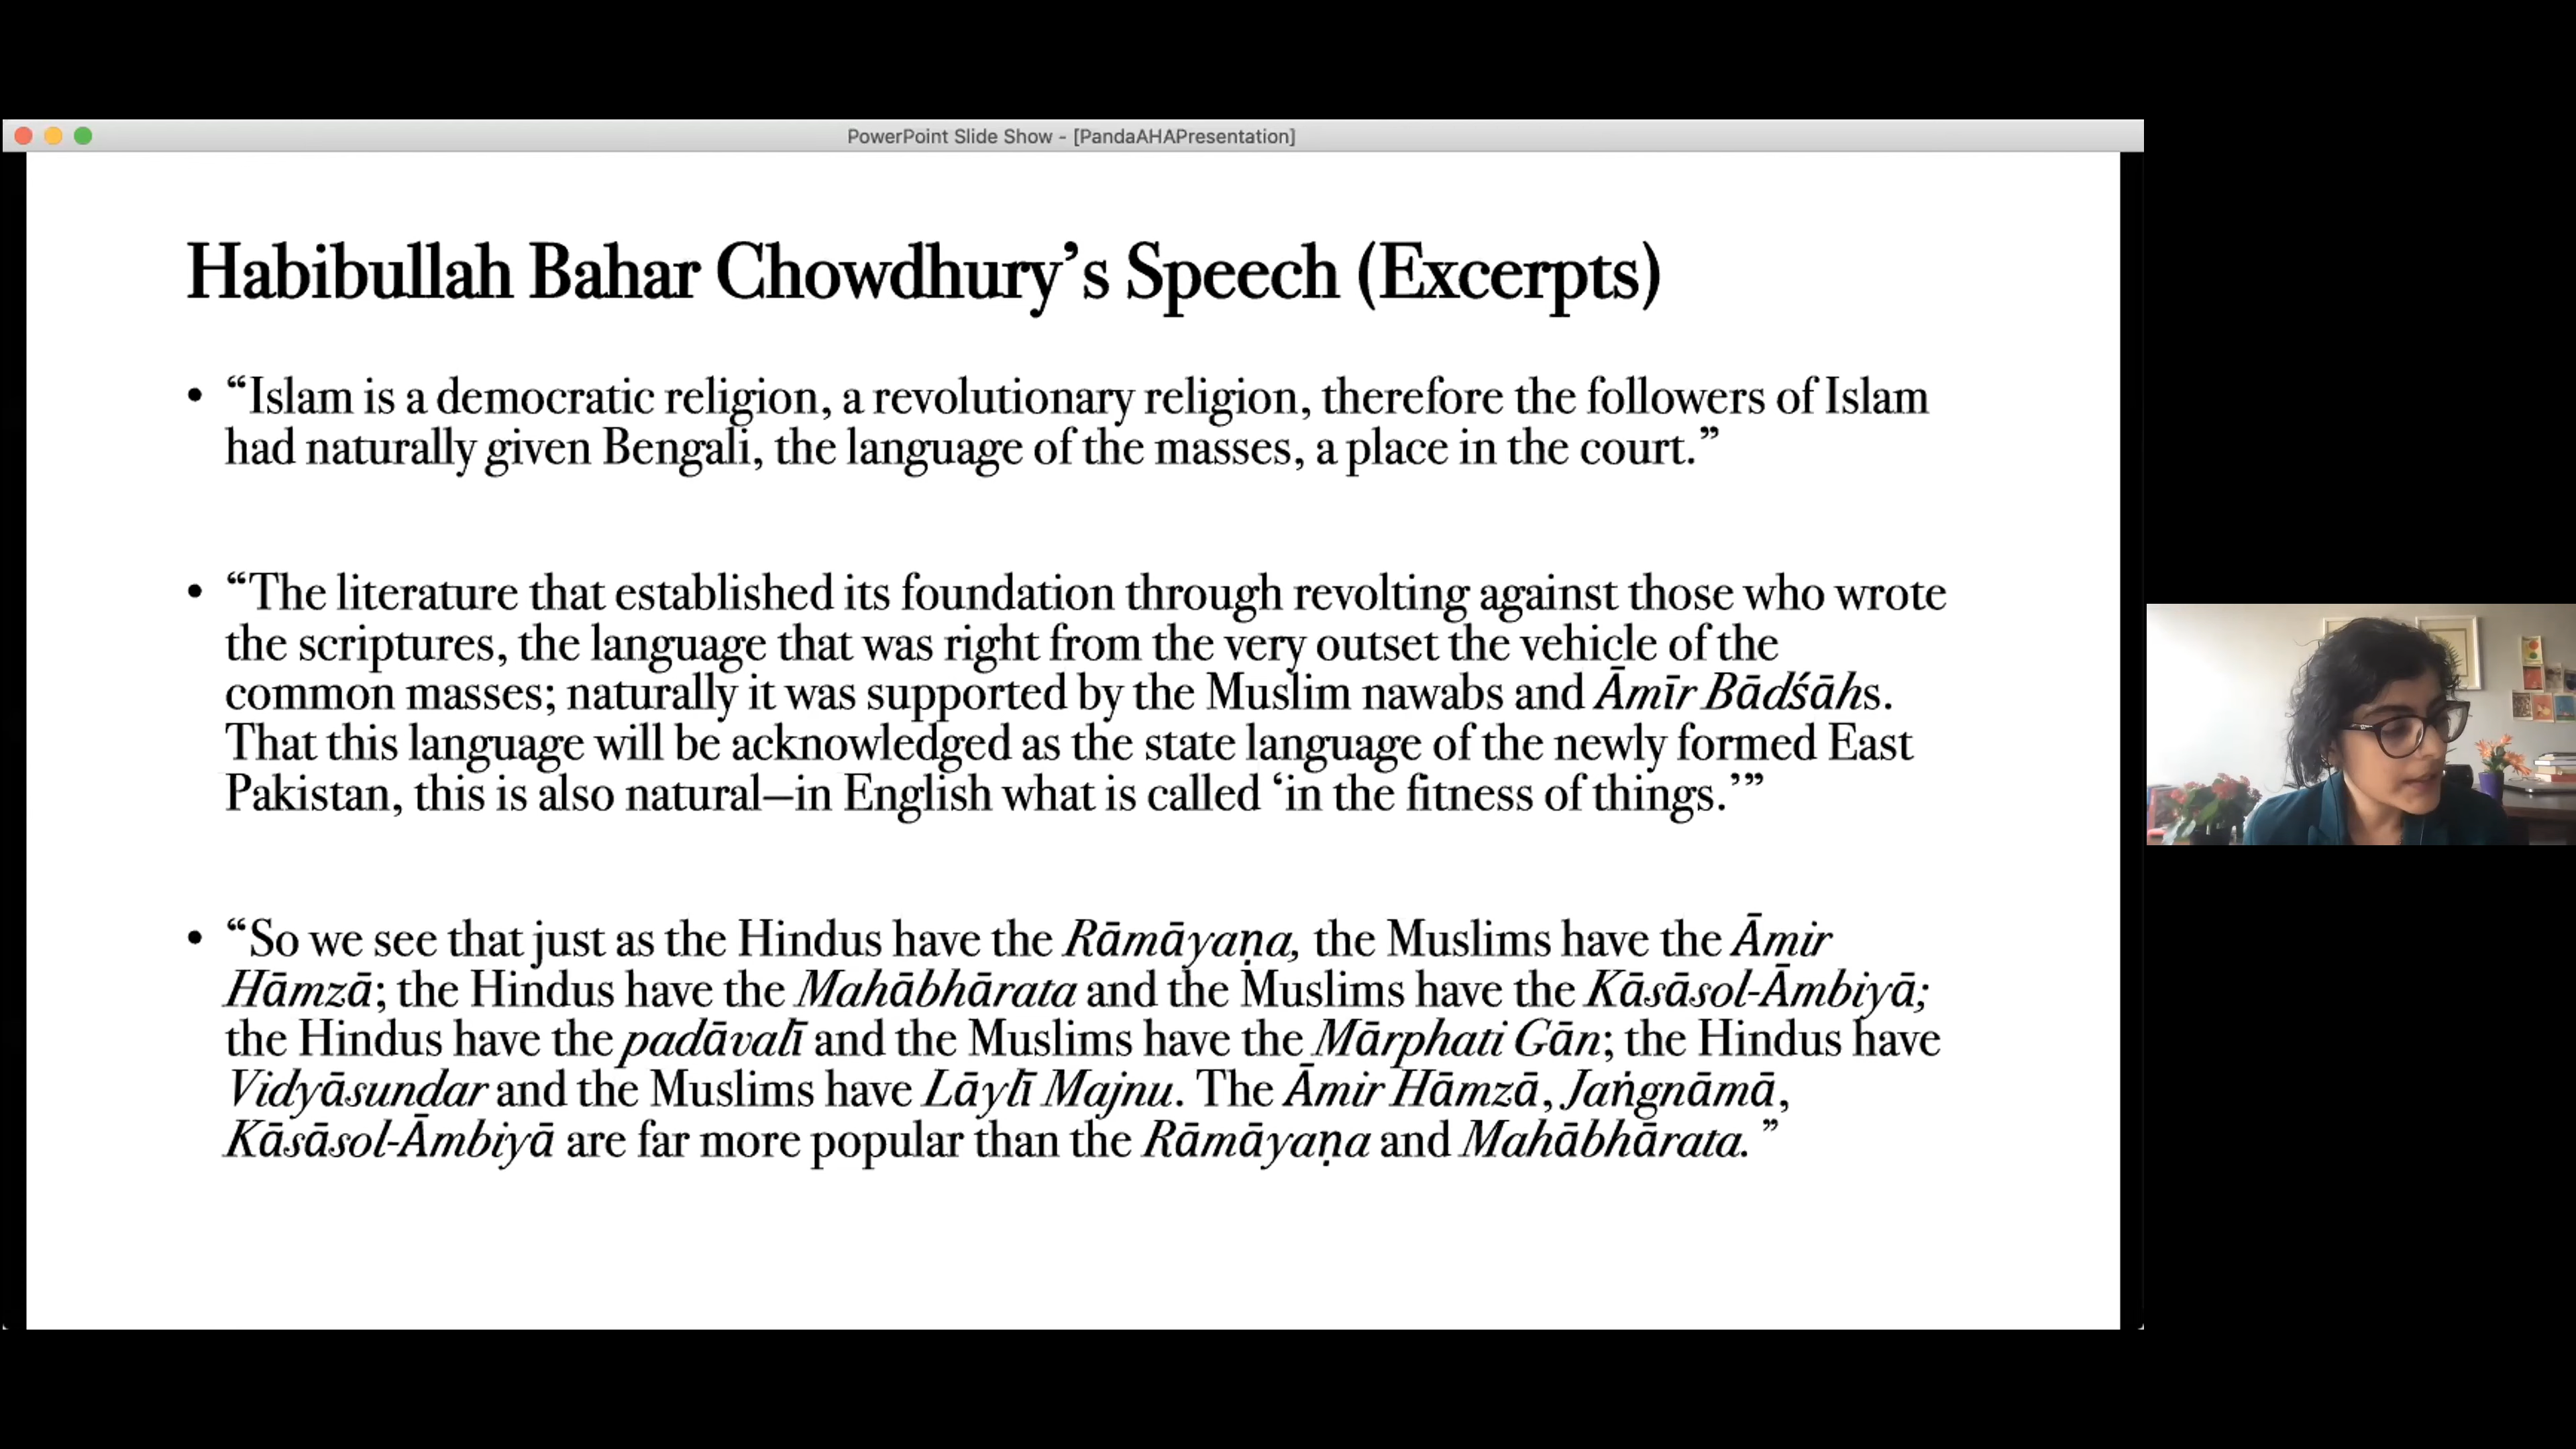 PowerPoint Slide Show - [PandaAHAPresentation]
Habibullah Bahar Chowdhury’s Speech (Excerpts)
• “Islam is a democratic religion, a revolutionary religion, therefore the followers of Islam
had naturally given Bengali, the language of the masses, a place in the court.”
• “The literature that established its foundation through revolting against those who wrote
the scriptures, the language that was right from the very outset the vehicle of the
common masses; naturally it was supported by the Muslim nawabs and Āmīr Bādśāhs.
That this language will be acknowledged as the state language of the newly formed East
Pakistan, this is also natural—in English what is called ‘in the fitness of things.’”
• “So we see that just as the Hindus have the Rāmāyaṇa, the Muslims have the Āmir
Hāmzā; the Hindus have the Mahābhārata and the Muslims have the Kāsāsol-Āmbiyā;
the Hindus have the padāvalī and the Muslims have the Mārphati Gān; the Hindus have
Vidyāsundar and the Muslims have Lāylī Majnu. The Āmir Hāmzā, Jaṅgnāmā,
Kāsāsol-Āmbiyā are far more popular than the Rāmāyaṇa and Mahābhārata.”